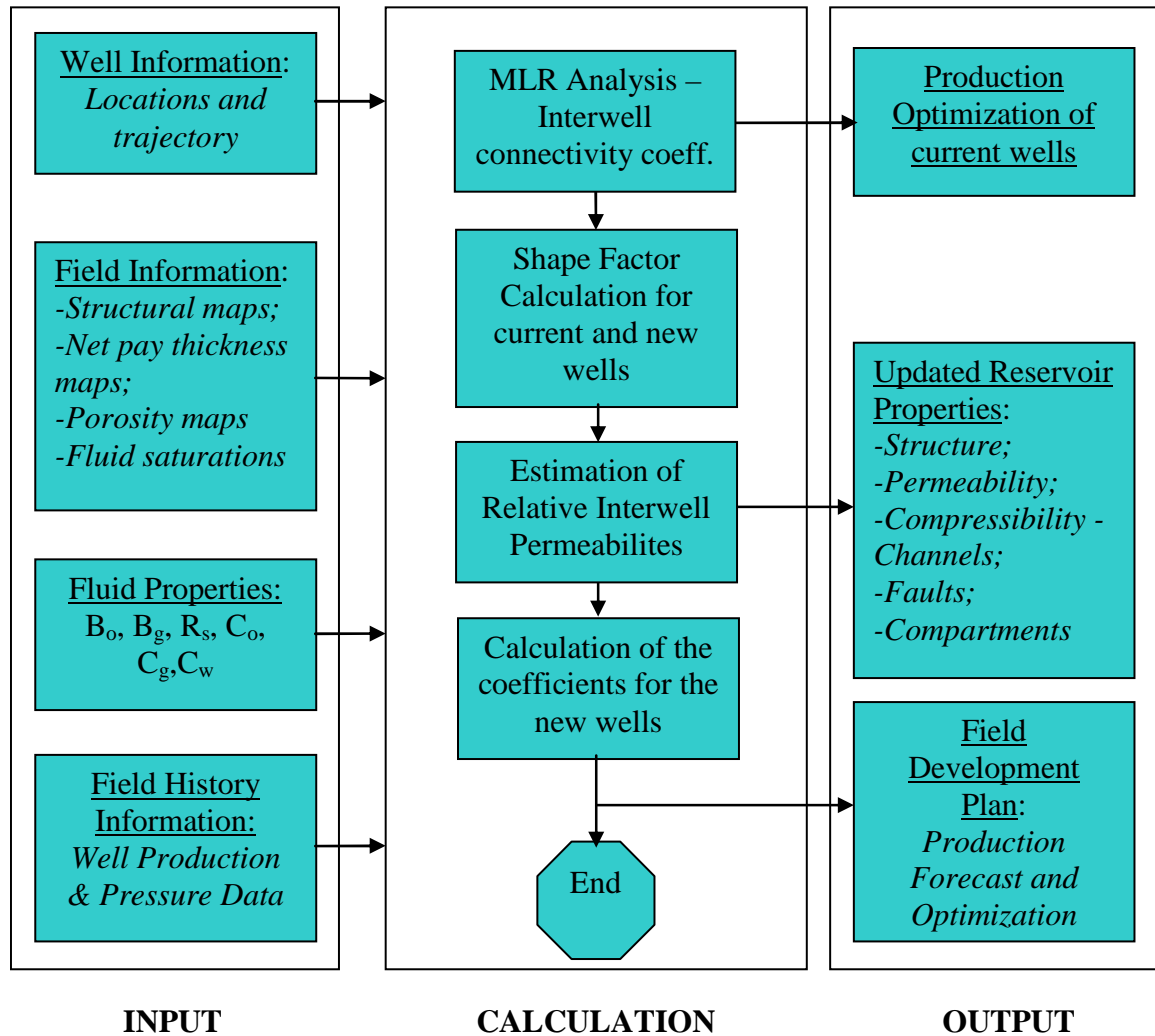 Well Information:
Locations and
trajectory
Field Information:
-Structural maps;
-Net pay thickness
maps;
-Porosity maps
-Fluid saturations
Fluid Properties:
Bo, Bg, Rs, Co,
Cg,Cw
Field History
Information:
Well Production
& Pressure Data
INPUT
MLR Analysis –
Interwell
connectivity coeff.
Shape Factor
Calculation for
current and new
wells
Estimation of
Relative Interwell
Permeabilites
Calculation of the
coefficients for the
new wells
End
CALCULATION
Production
Optimization of
current wells
Updated Reservoir
Properties:
-Structure;
-Permeability;
-Compressibility -
Channels;
-Faults;
-Compartments
Field
Development
Plan:
Production
Forecast and
Optimization
OUTPUT